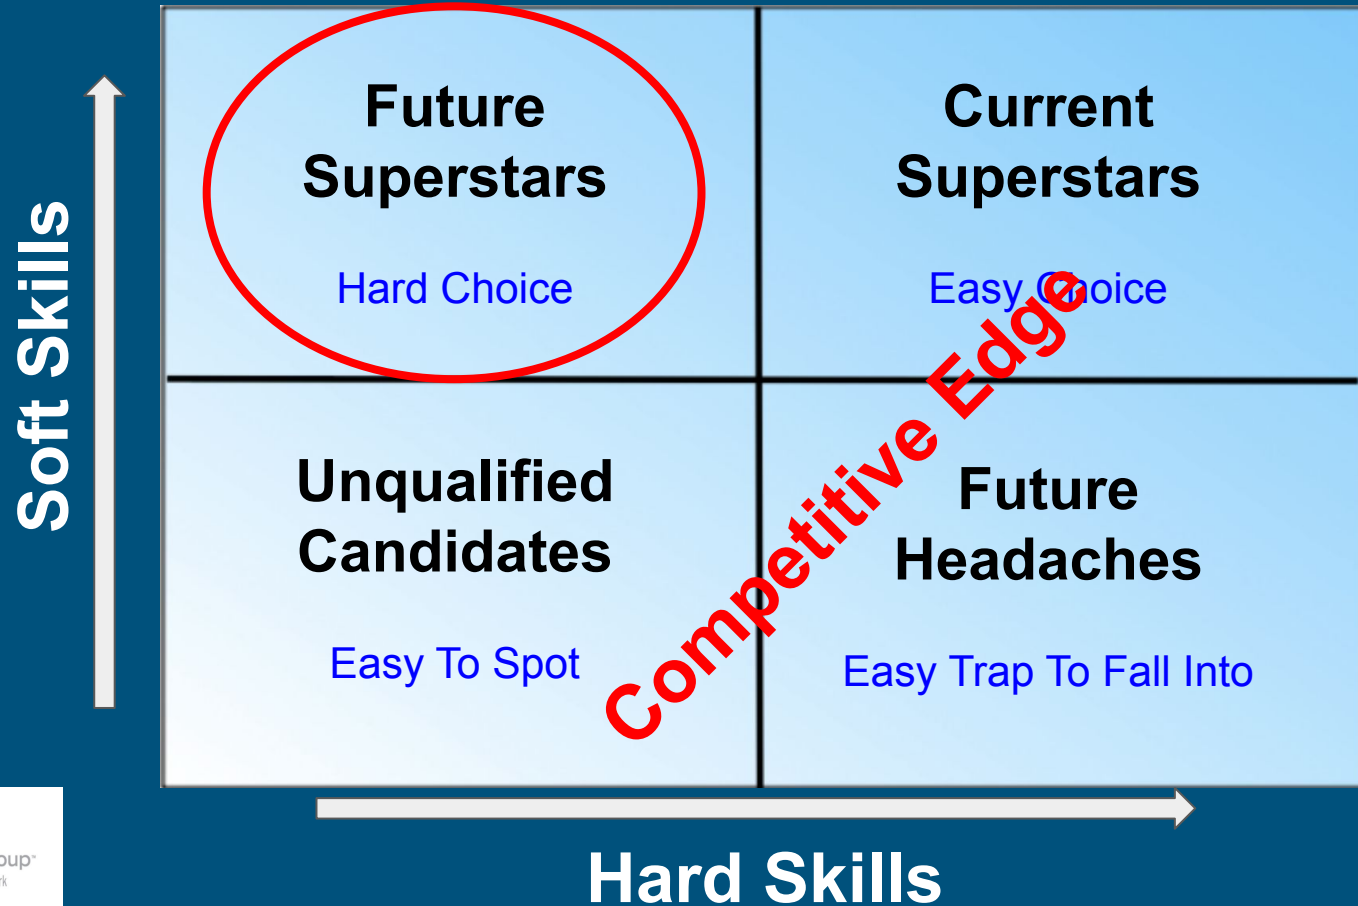 Future
Superstars
Hard Choice
Current
Superstars
Easy Choice
Soft Skills
Unqualified
Candidates
Easy To Spot
Competitive Edge
Future
Headaches
Easy Trap To Fall Into
Hard Skills